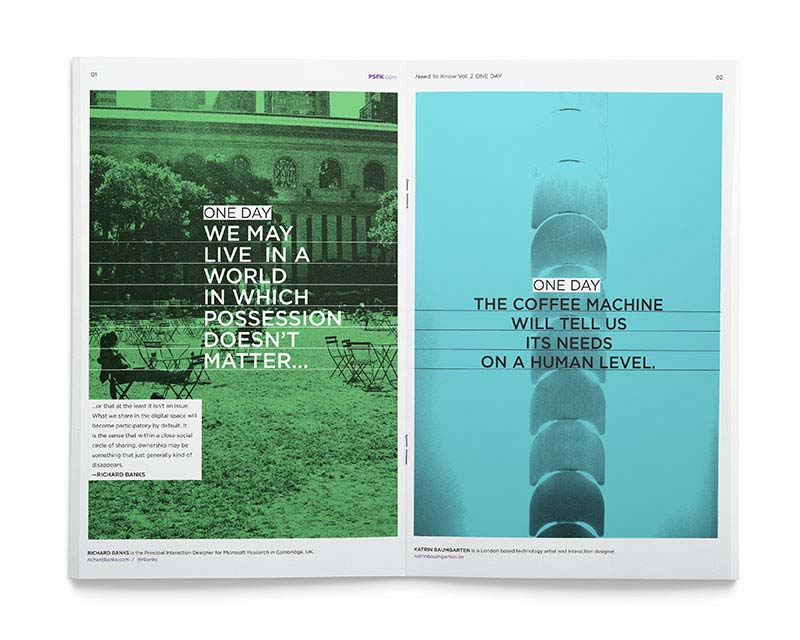 01
PSFK.com
ONE DAY
WE MAY
LIVE IN A
WORLD
IN WHICH
POSSESSION
DOESN'T
MATTER...
...or that at the least it isn't an issue.
What we share in the digital space will
become participatory by default. It
is the sense that within a close social
circle of sharing, ownership may be
something that just generally kind of
disappears.
—RICHARD BANKS
RICHARD BANKS is the Principal Interaction Designer for Microsoft Research in Cambridge, UK.
richardbanks.com / @rbanks
Need To Know:Vol. 2 ONE DAY
02
ONE DAY
THE COFFEE MACHINE
WILL TELL US
ITS NEEDS
ON A HUMAN LEVEL.
KATRIN BAUMGARTEN is a London based technology artist and interaction designer
katrinbaumgarten.de